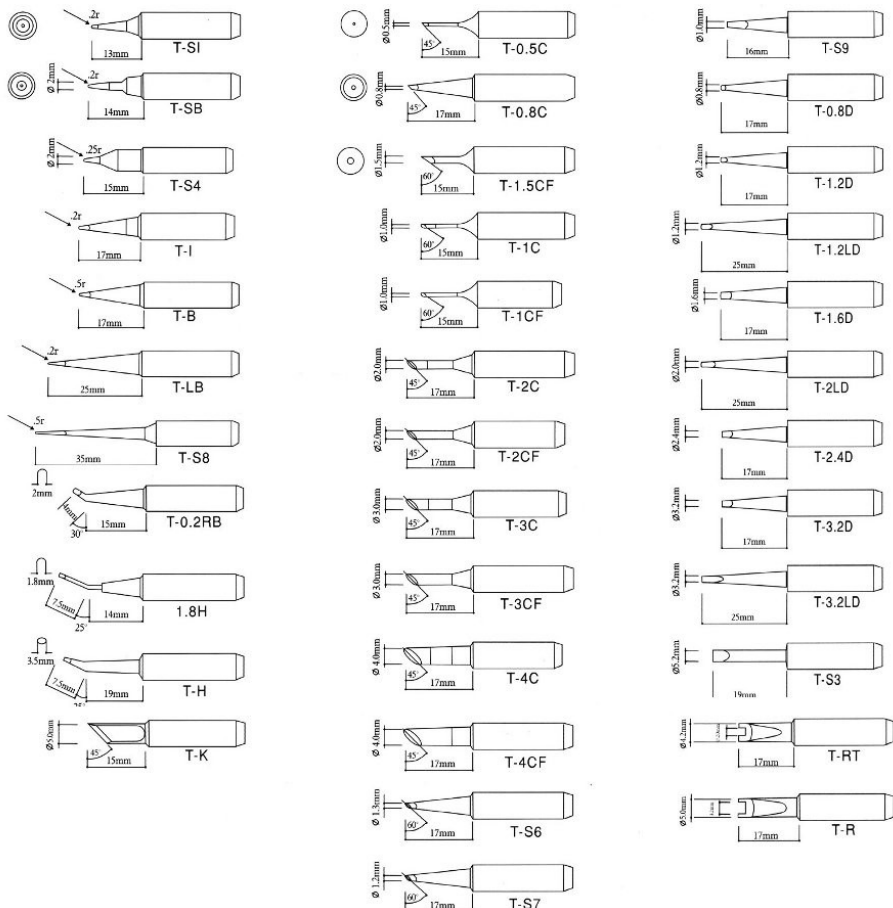 .2r
13mm
T-SI
Ø 2mm
.2r
14mm
T-SB
Ø 2mm
.25r
15mm
T-S4
.2r
17mm
T-I
.5r
17mm
T-B
.2r
25mm
T-LB
.5r
35mm
T-S8
2mm
4mm
30°
15mm
T-0.2RB
1.8mm
7.5mm
25°
14mm
1.8H
3.5mm
7.5mm
25°
19mm
T-H
Ø5.0mm
45°
15mm
T-K
Ø0.5mm
45°
15mm
T-0.5C
Ø0.8mm
45°
17mm
T-0.8C
Ø1.5mm
60°
15mm
T-1.5CF
Ø1.0mm
60°
15mm
T-1C
Ø1.0mm
60°
15mm
T-1CF
Ø2.0mm
45°
17mm
T-2C
Ø2.0mm
45°
17mm
T-2CF
Ø3.0mm
45°
17mm
T-3C
Ø3.0mm
45°
17mm
T-3CF
Ø 4.0mm
45°
17mm
T-4C
Ø 4.0mm
45°
17mm
T-4CF
Ø 1.3mm
60°
17mm
T-S6
Ø 1.2mm
60°
17mm
T-S7
Ø1.0mm
16mm
T-S9
Ø0.8mm
17mm
T-0.8D
Ø1.2mm
17mm
T-1.2D
Ø1.2mm
25mm
T-1.2LD
Ø1.6mm
17mm
T-1.6D
Ø2.0mm
25mm
T-2LD
Ø2.4mm
17mm
T-2.4D
Ø3.2mm
17mm
T-3.2D
Ø3.2mm
25mm
T-3.2LD
Ø5.2mm
19mm
T-S3
Ø4.2mm
17mm
T-RT
Ø5.0mm
17mm
T-R